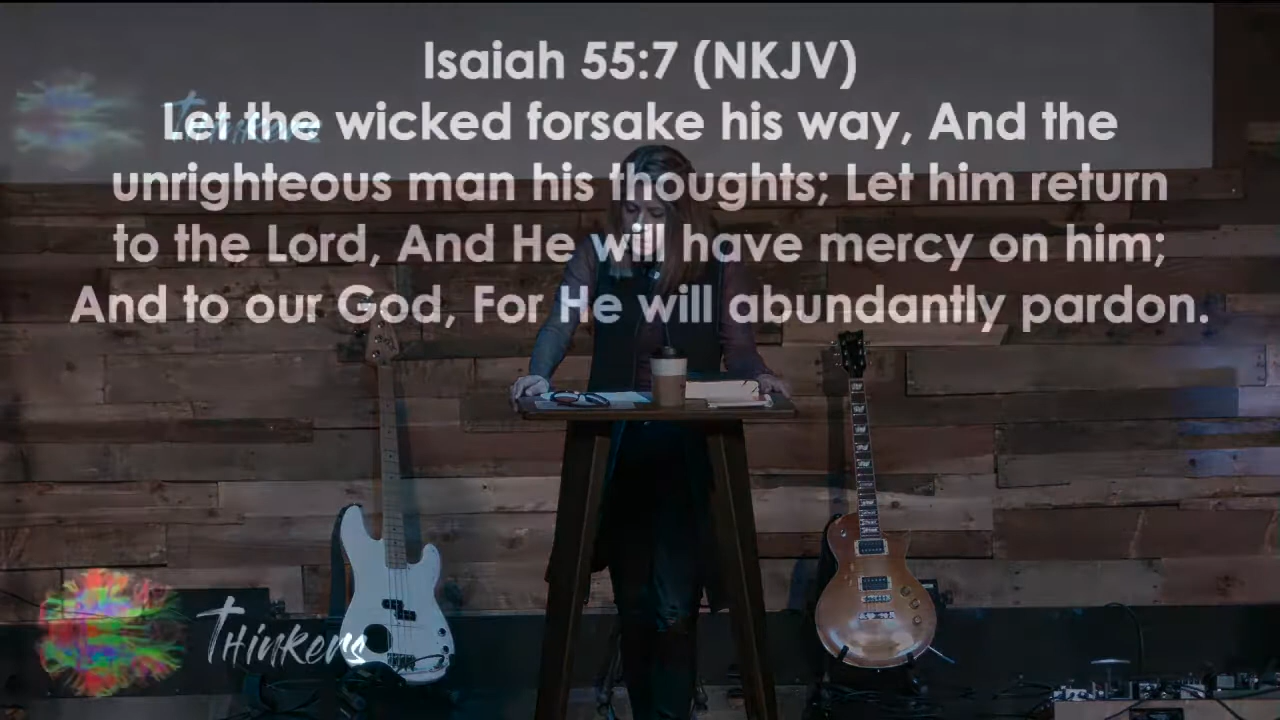 Isaiah 55:7 (NKJV)
Let the wicked forsake his way, And the
unrighteous man his thoughts; Let him return
to the Lord, And He will have mercy on him;
And to our God, For He will abundantly pardon.
Thinkers
Thinkers